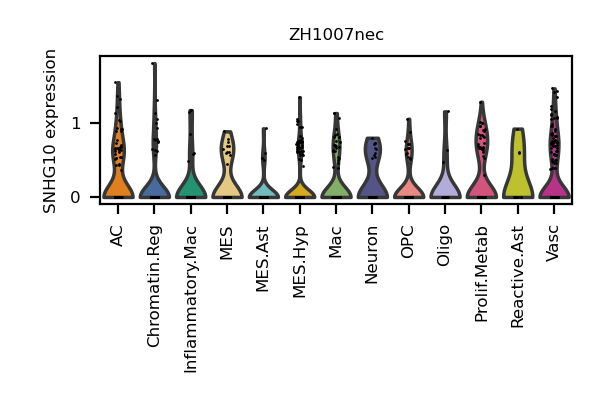 ZH1007nec
SNHG10 expression
1
0
AC
Chromatin.Reg
Inflammatory.Mac
MES
MES.Ast
MES.Hyp
Mac
Neuron
OPC
Oligo
Prolif.Metab
Reactive.Ast
Vasc